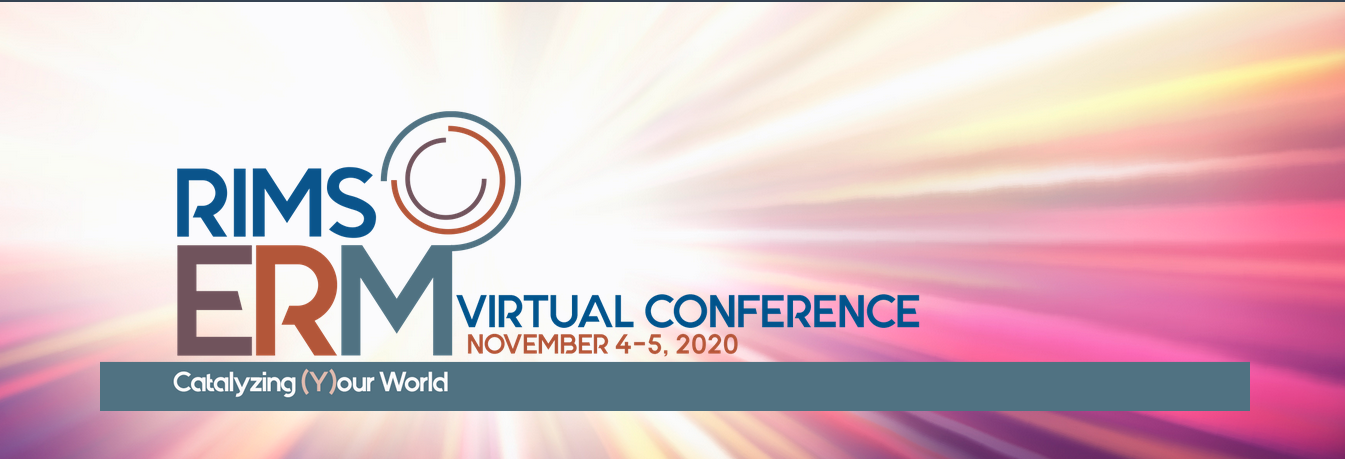 RIMS
ERM
VIRTUAL CONFERENCE
NOVEMBER 4-5, 2020
Catalyzing (Y)our World